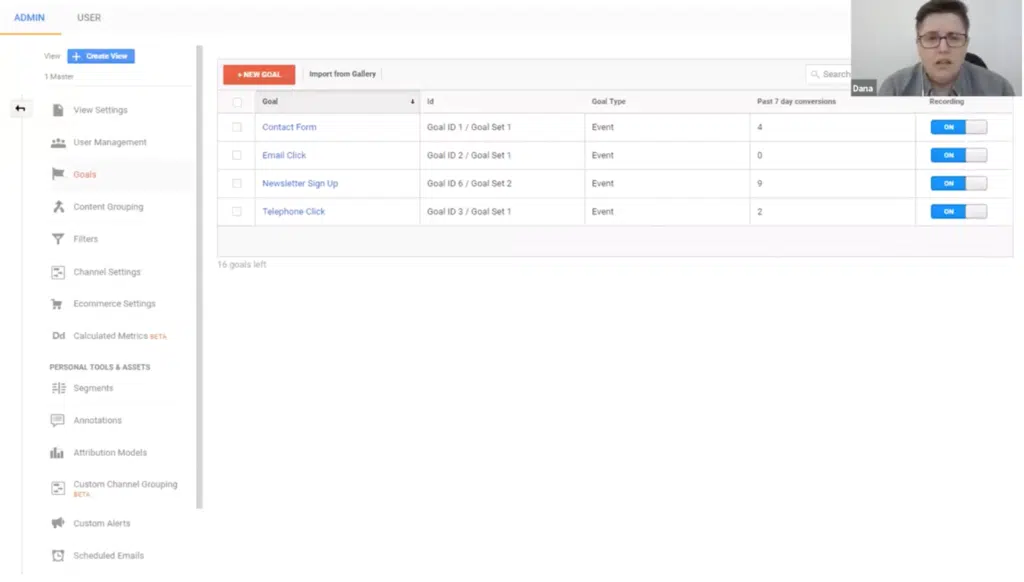 ADMIN USER
View + Create View
1 Master
View Settings
User Management
Goals
Content Grouping
Filters
Channel Settings
Ecommerce Settings
Dd Calculated Metrics BETA
PERSONAL TOOLS & ASSETS
Segments
Annotations
Attribution Models
Custom Channel Grouping
BETA
Custom Alerts
Scheduled Emails
+ NEW GOAL Import from Gallery Search
Goal Id Goal Type Past 7 day conversions Recording
Contact Form Goal ID 1 / Goal Set 1 Event 4 ON
Email Click Goal ID 2 / Goal Set 1 Event 0 ON
Newsletter Sign Up Goal ID 6 / Goal Set 2 Event 9 ON
Telephone Click Goal ID 3 / Goal Set 1 Event 2 ON
16 goals left
Dana